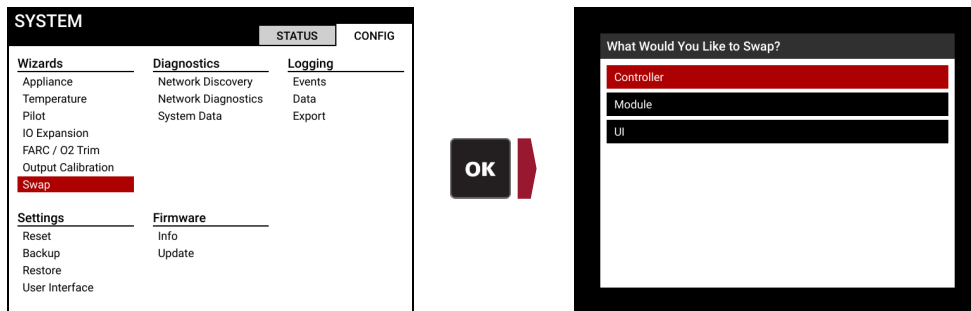 SYSTEM
STATUS
CONFIG
Wizards
Appliance
Temperature
Pilot
IO Expansion
FARC / O2 Trim
Output Calibration
Swap
Diagnostics
Network Discovery
Network Diagnostics
System Data
Logging
Events
Data
Export
Settings
Reset
Backup
Restore
User Interface
Firmware
Info
Update
OK
What Would You Like to Swap?
Controller
Module
UI